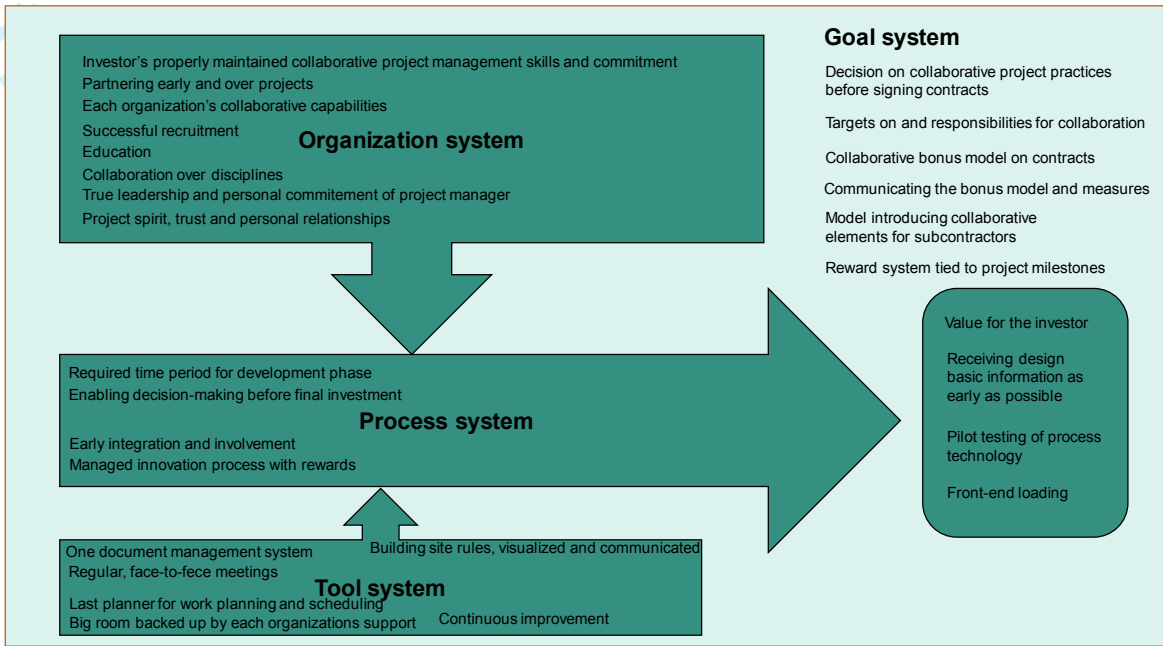 Investor's properly maintained collaborative project management skills and commitment
Partnering early and over projects
Each organization's collaborative capabilities
Successful recruitment
Organization system
Education
Collaboration over disciplines
True leadership and personal commitement of project manager
Project spirit, trust and personal relationships
Goal system
Decision on collaborative project practices
before signing contracts
Targets on and responsibilities for collaboration
Collaborative bonus model on contracts
Communicating the bonus model and measures
Model introducing collaborative
elements for subcontractors
Reward system tied to project milestones
Required time period for development phase
Enabling decision-making before final investment
Process system
Early integration and involvement
Managed innovation process with rewards
Value for the investor
Receiving design
basic information as
early as possible
Pilot testing of process
technology
Front-end loading
One document management system
Building site rules, visualized and communicated
Regular, face-to-fece meetings
Tool system
Last planner for work planning and scheduling
Big room backed up by each organizations support
Continuous improvement